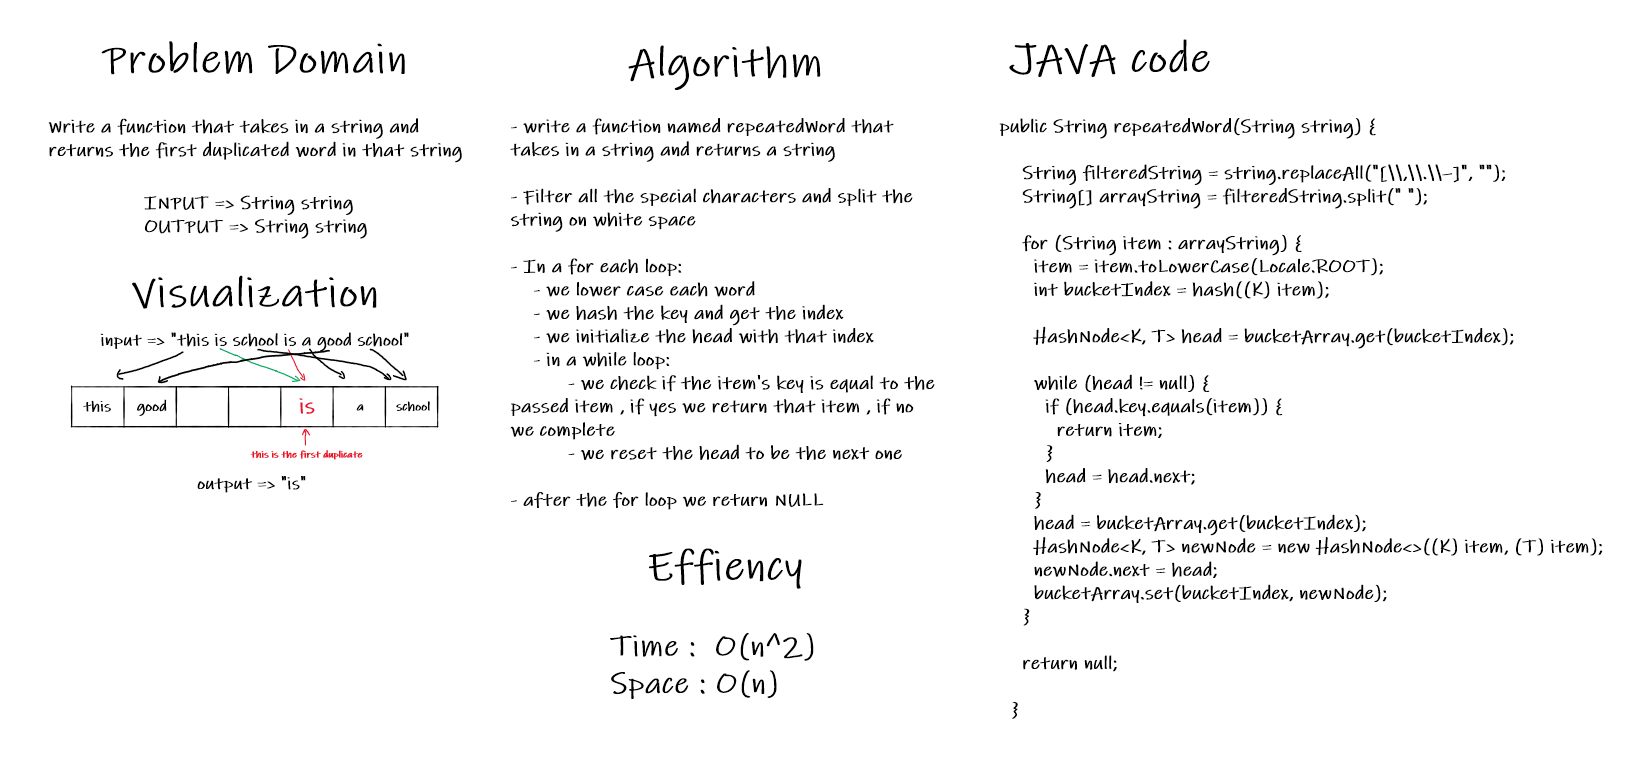 Problem Domain
Write a function that takes in a string and
returns the first duplicated word in that string
INPUT => String string
OUTPUT => String string
Visualization
input => "this is school is a good school"
this good is a school
this is the first duplicate
output => "is"
Algorithm
- write a function named repeatedWord that
takes in a string and returns a string
- Filter all the special characters and split the
string on white space
- In a for each loop:
- we lower case each word
- we hash the key and get the index
- we initialize the head with that index
- in a while loop:
- we check if the item's key is equal to the
passed item , if yes we return that item , if no
we complete
- we reset the head to be the next one
- after the for loop we return NULL
Effiency
Time : O(n^2)
Space : O(n)
JAVA code
public String repeatedWord(String string) {
String filteredString = string.replaceAll("[\\,\\.\\-]", "");
String[] arrayString = filteredString.split(" ");
for (String item : arrayString) {
item = item.toLowerCase(Locale.ROOT);
int bucketIndex = hash((K) item);
HashNode<K, T> head = bucketArray.get(bucketIndex);
while (head != null) {
if (head.key.equals(item)) {
return item;
}
head = head.next;
}
head = bucketArray.get(bucketIndex);
HashNode<K, T> newNode = new HashNode<>((K) item, (T) item);
newNode.next = head;
bucketArray.set(bucketIndex, newNode);
}
return null;
}